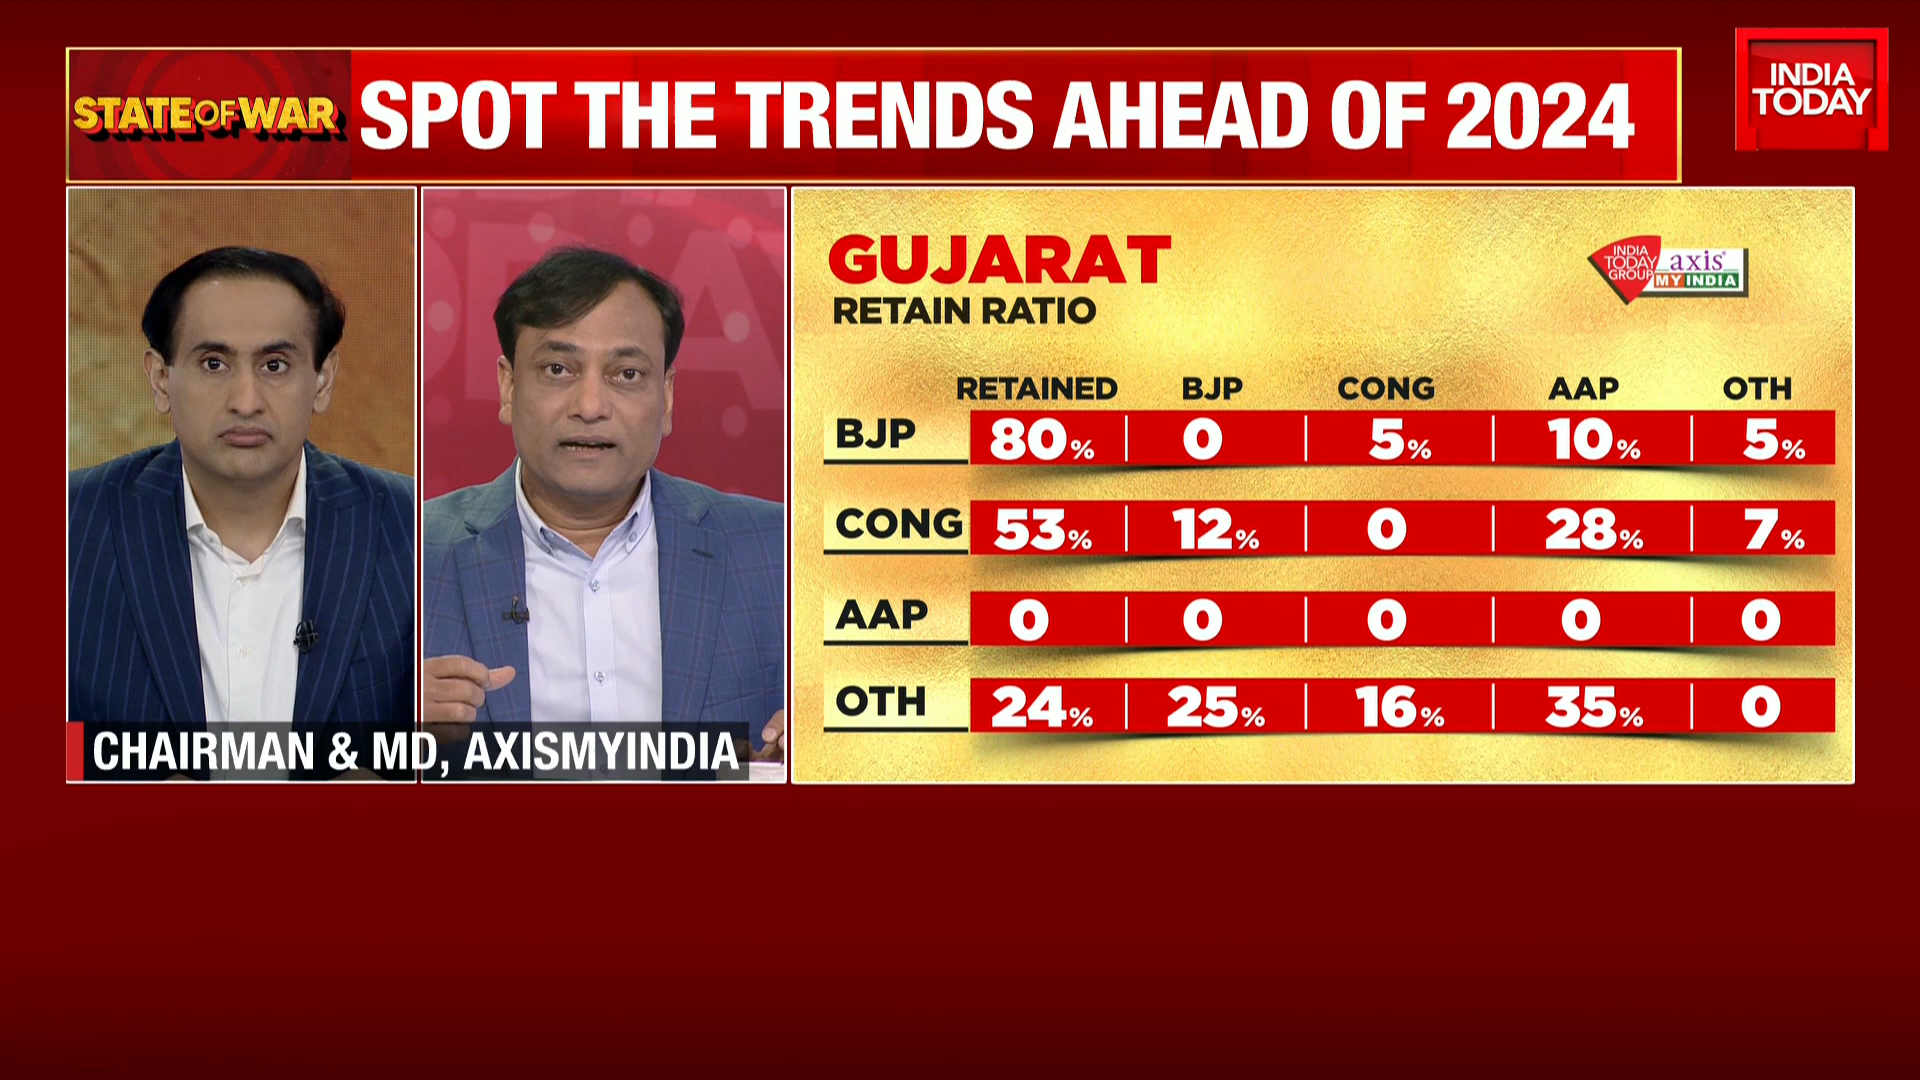 STATE OF WAR
SPOT THE TRENDS AHEAD OF 2024
INDIA
TODAY
GUJARAT
RETAIN RATIO
INDIA
TODAY
GROUP
axis
MY INDIA
RETAINED BJP CONG AAP OTH
BJP 80% 0 5% 10% 5%
CONG 53% 12% 0 28% 7%
AAP 0 0 0 0 0
OTH 24% 25% 16% 35% 0
CHAIRMAN & MD, AXISMYINDIA